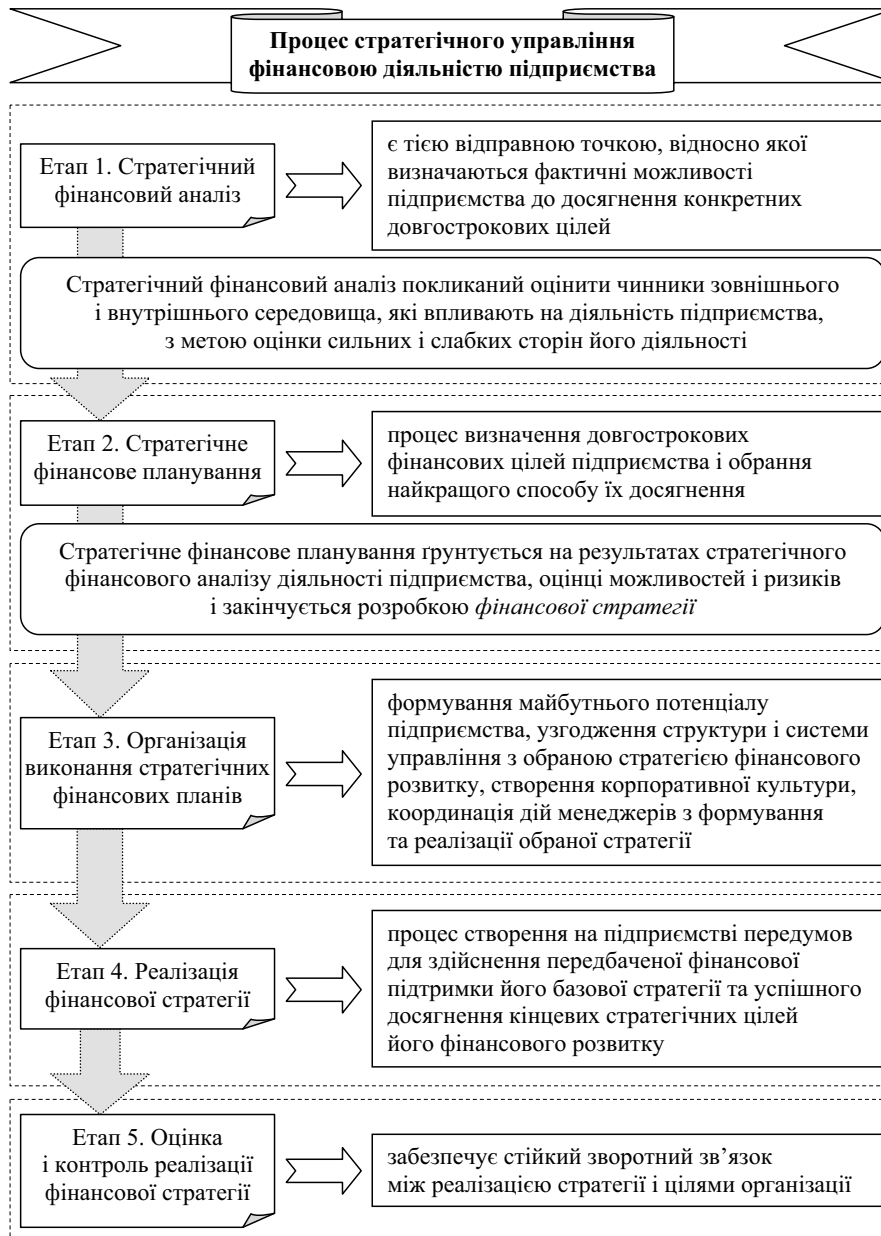 Процес стратегічного управління
фінансовою діяльністю підприємства
Етап 1. Стратегічний
фінансовий аналіз
є тією відправною точкою, відносно якої
визначаються фактичні можливості
підприємства до досягнення конкретних
довгострокових цілей
Стратегічний фінансовий аналіз покликаний оцінити чинники зовнішнього
і внутрішнього середовища, які впливають на діяльність підприємства,
з метою оцінки сильних і слабких сторін його діяльності
Етап 2. Стратегічне
фінансове планування
процес визначення довгострокових
фінансових цілей підприємства і обрання
найкращого способу їх досягнення
Стратегічне фінансове планування ґрунтується на результатах стратегічного
фінансового аналізу діяльності підприємства, оцінці можливостей і ризиків
і закінчується розробкою фінансової стратегії
Етап 3. Організація
виконання стратегічних
фінансових планів
формування майбутнього потенціалу
підприємства, узгодження структури і системи
управління з обраною стратегією фінансового
розвитку, створення корпоративної культури,
координація дій менеджерів з формування
та реалізації обраної стратегії
Етап 4. Реалізація
фінансової стратегії
процес створення на підприємстві передумов
для здійснення передбаченої фінансової
підтримки його базової стратегії та успішного
досягнення кінцевих стратегічних цілей
його фінансового розвитку
Етап 5. Оцінка
і контроль реалізації
фінансової стратегії
забезпечує стійкий зворотний зв’язок
між реалізацією стратегії і цілями організації